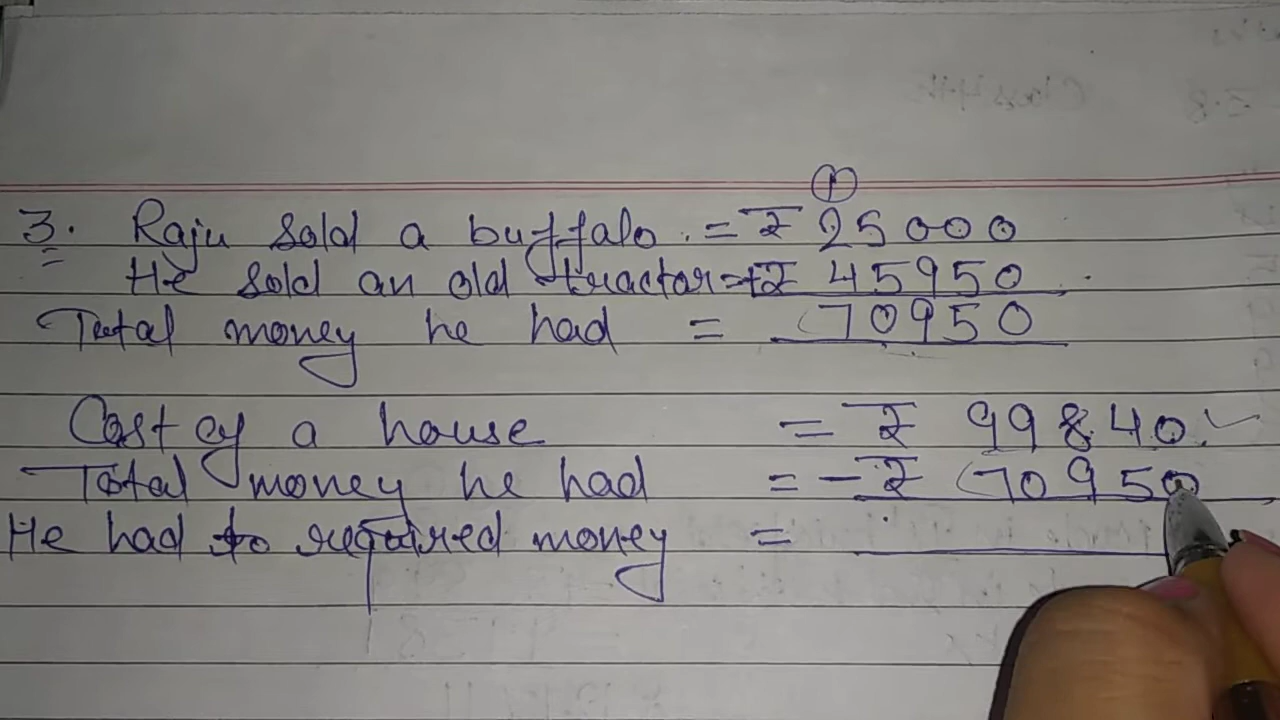 1
3. Raju sold a buffalo. = ₹ 25000
He sold an old tractor = +₹ 45950
Total money he had = 70950
Cost of a house = ₹ 99840
Total money he had = -₹ 70950
He had to required money =